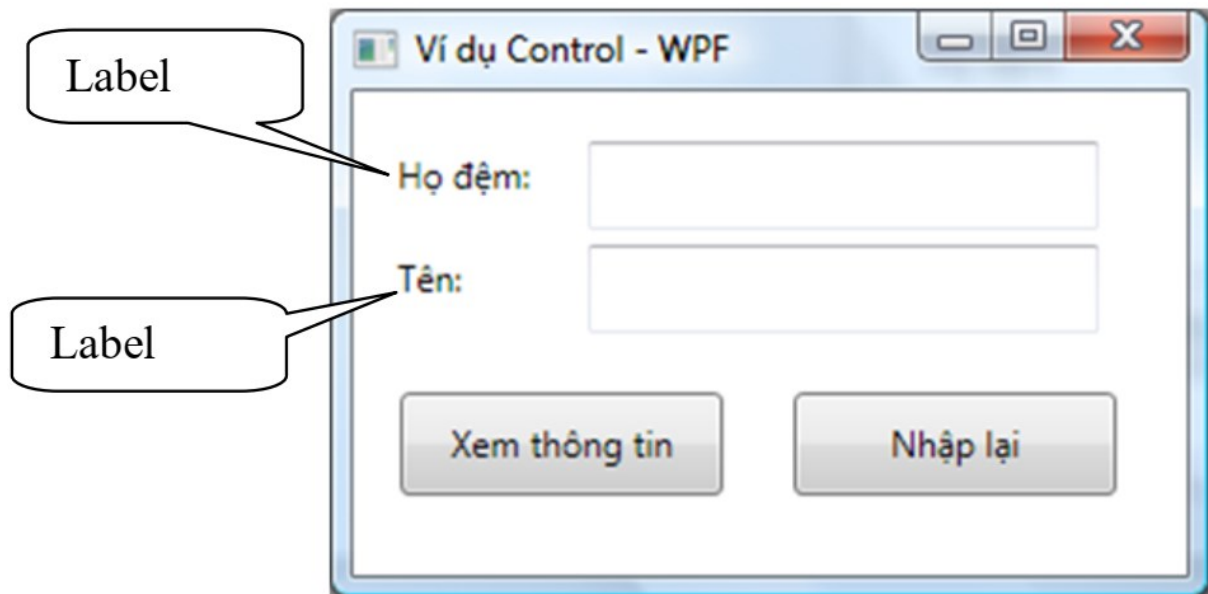 Ví dụ Control - WPF
Label
Họ đệm:
Tên:
Label
Xem thông tin
Nhập lại